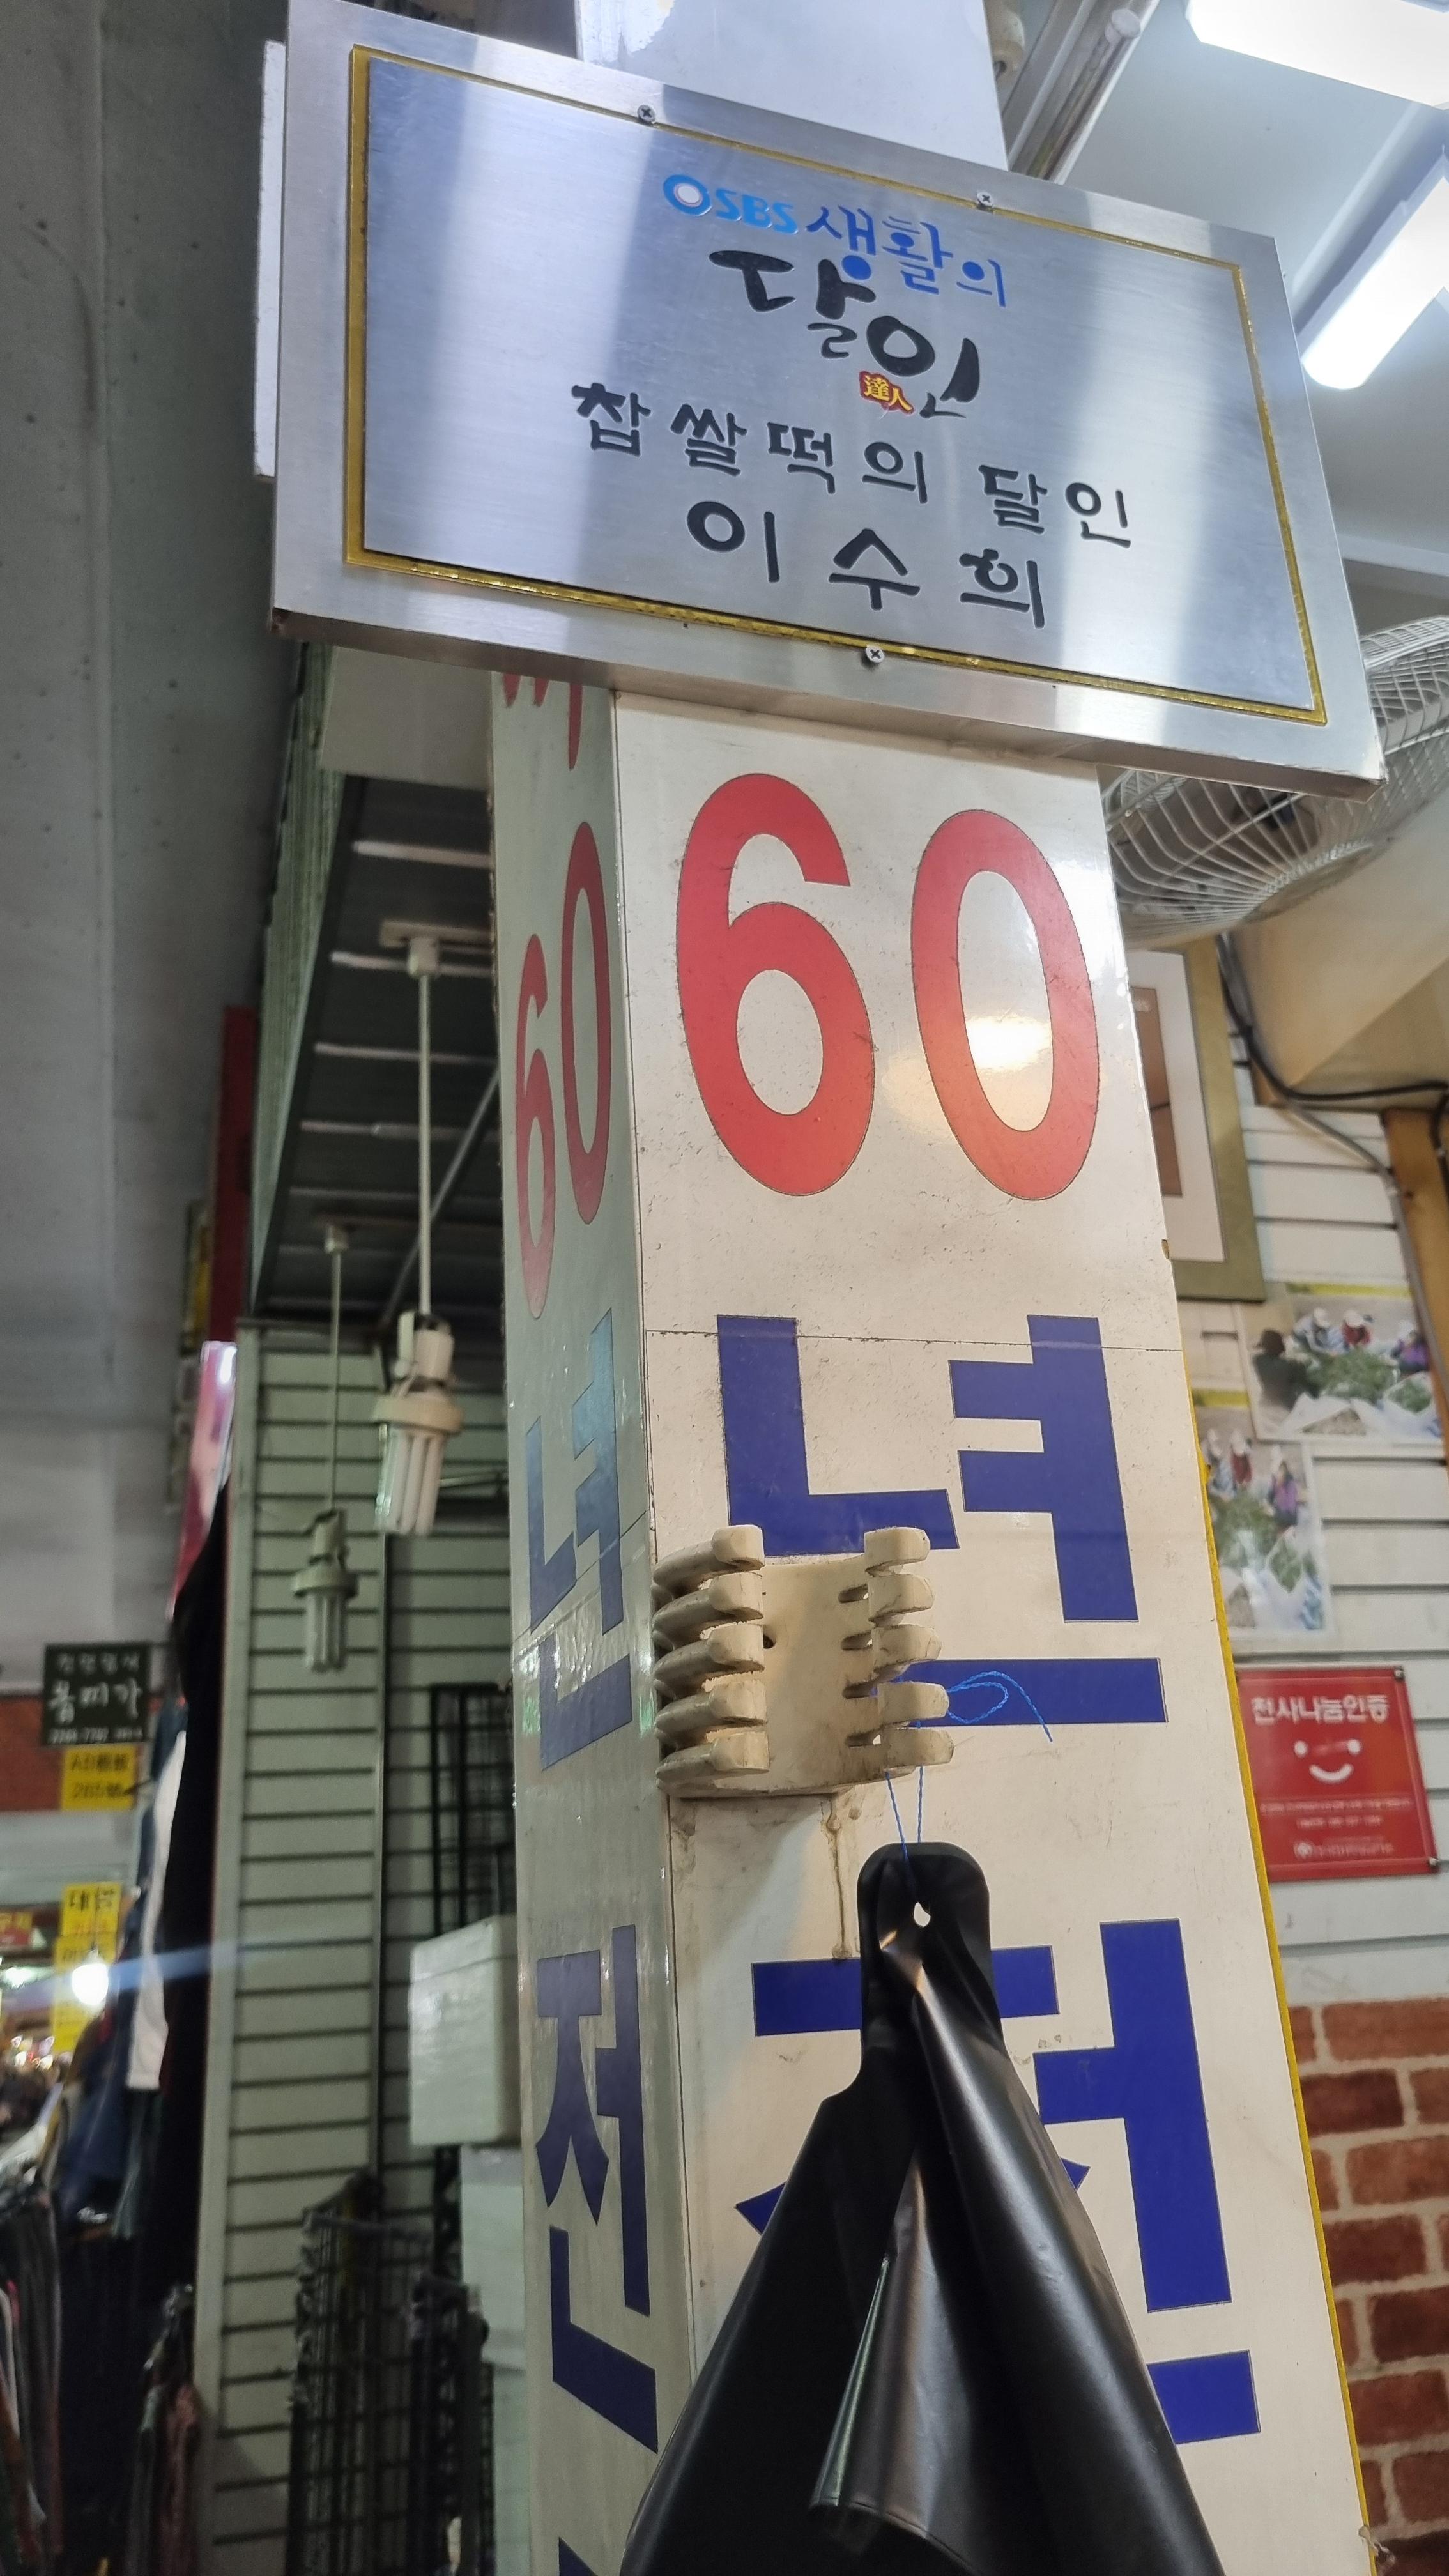 SBS 생활의
달인
達人
찹쌀떡의 달인
이수희
60
년
전
60
년
전
천사나눔인증